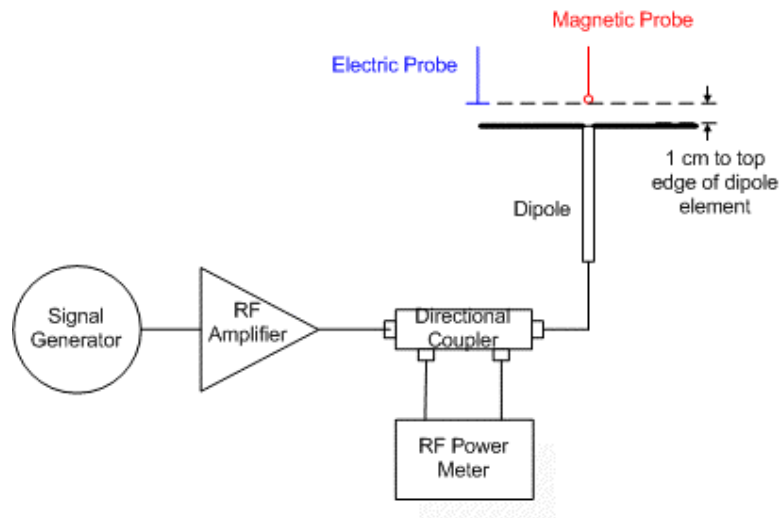 Magnetic Probe
Electric Probe
1 cm to top
edge of dipole
element
Dipole
Signal
Generator
RF
Amplifier
Directional
Coupler
RF Power
Meter